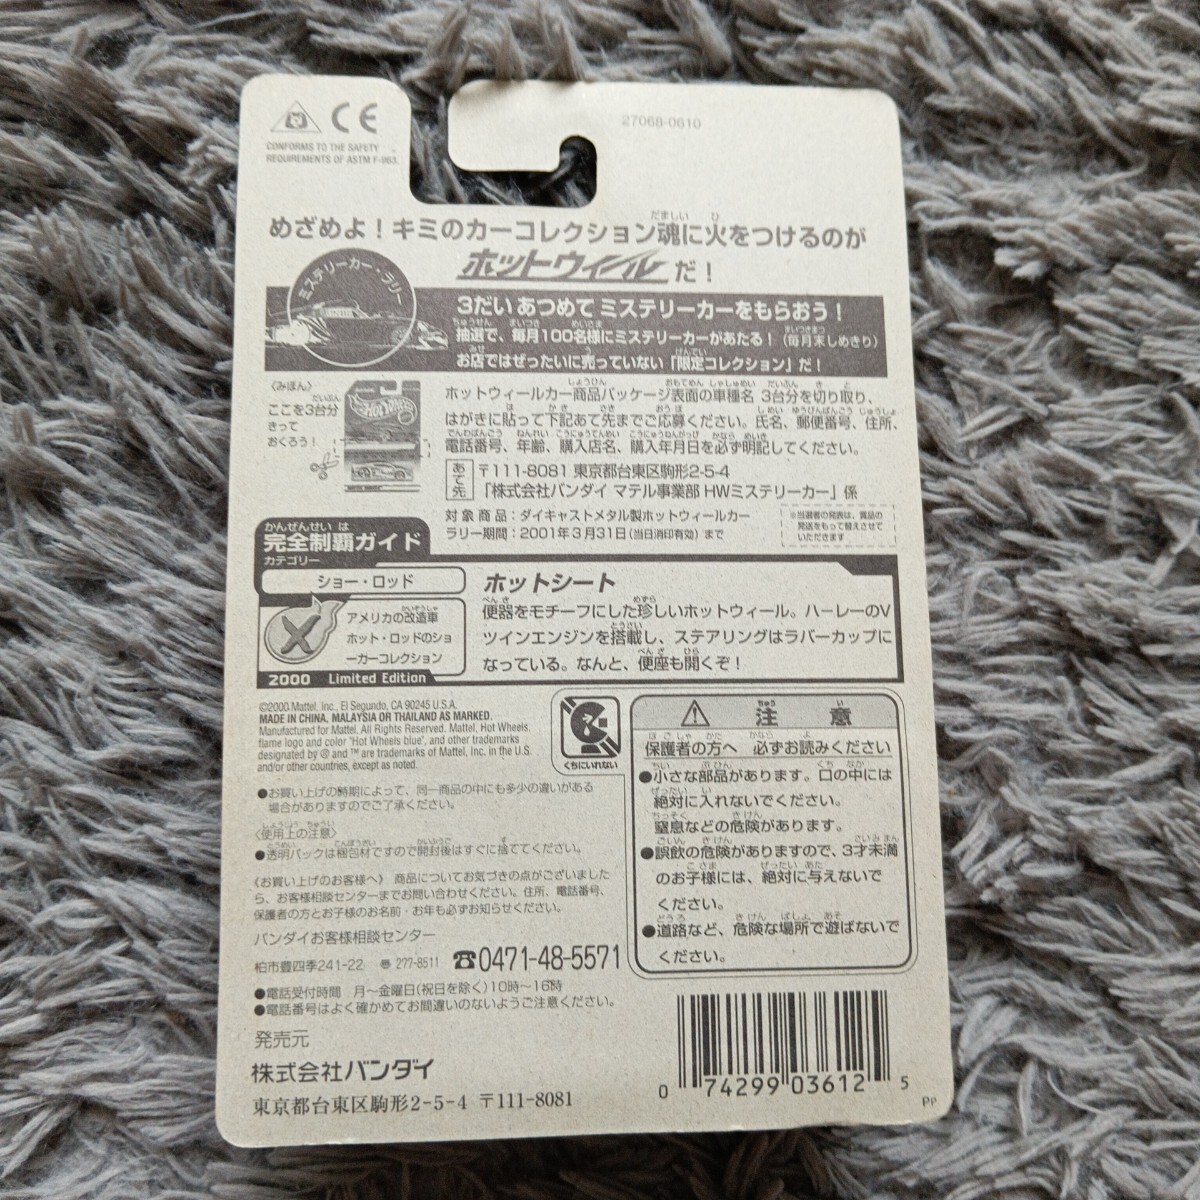 27068-0610
CE
CONFORMS TO THE SAFETY
REQUIREMENTS OF ASTM F-963.
めざめよ！キミのカーコレクション魂に火をつけるのが
ホットウィールだ！
ミステリーカー・ラリー
3だいあつめてミステリーカーをもらおう！
抽選で、毎月100名様にミステリーカーがあたる！（毎月末しめきり）
お店ではぜったいに売っていない「限定コレクション」だ！
〈みほん〉
ここを3台分
きって
おくろう！
ホットウィールカー商品パッケージ表面の車種名 3台分を切り取り、
はがきに貼って下記あて先までご応募ください。氏名、郵便番号、住所、
電話番号、年齢、購入店名、購入年月日を必ず明記してください。
あて先
〒111-8081 東京都台東区駒形2-5-4
「株式会社バンダイ マテル事業部 HWミステリーカー」係
対象商品：ダイキャストメタル製ホットウィールカー
ラリー期間：2001年3月31日(当日消印有効) まで
※当選者の発表は、賞品の
発送をもって替えさせて
いただきます
完全制覇ガイド
カテゴリー
ショー・ロッド
アメリカの改造車
ホット・ロッドのショ
ーカーコレクション
2000 Limited Edition
ホットシート
便器をモチーフにした珍しいホットウィール。ハーレーのV
ツインエンジンを搭載し、ステアリングはラバーカップに
なっている。なんと、便座も開くぞ！
©2000 Mattel, Inc., El Segundo, CA 90245 U.S.A.
MADE IN CHINA, MALAYSIA OR THAILAND AS MARKED.
Manufactured for Mattel. All Rights Reserved. Mattel, Hot Wheels,
flame logo and color "Hot Wheels blue", and other trademarks
designated by ® and ™ are trademarks of Mattel, Inc. in the U.S.
and/or other countries, except as noted.
くちにいれない
●お買い上げの時期によって、同一商品の中にも多少の違いがある
場合がありますのでご了承ください。
〈使用上の注意〉
●透明パックは梱包材ですので開封後はすぐに捨ててください。
《お買い上げのお客様へ》 商品についてお気づきの点がございました
ら、お客様相談センターまでお問い合わせください。住所、電話番号、
保護者の方とお子様のお名前・お年も必ずお知らせください。
バンダイお客様相談センター
柏市豊四季241-22 〠 277-8511 ☎0471-48-5571
●電話受付時間 月〜金曜日(祝日を除く)10時〜16時
●電話番号はよく確かめてお間違いのないようご注意ください。
発売元
株式会社バンダイ
東京都台東区駒形2-5-4 〒111-8081
⚠ 注意
保護者の方へ 必ずお読みください
●小さな部品があります。口の中には
絶対に入れないでください。
窒息などの危険があります。
●誤飲の危険がありますので、3才未満
のお子様には、絶対に与えないで
ください。
●道路など、危険な場所で遊ばないで
ください。
0 74299 03612 5
PP